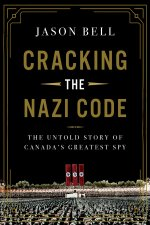 JASON BELL
CRACKING
THE
NAZI CODE
THE UNTOLD STORY OF
CANADA'S GREATEST SPY